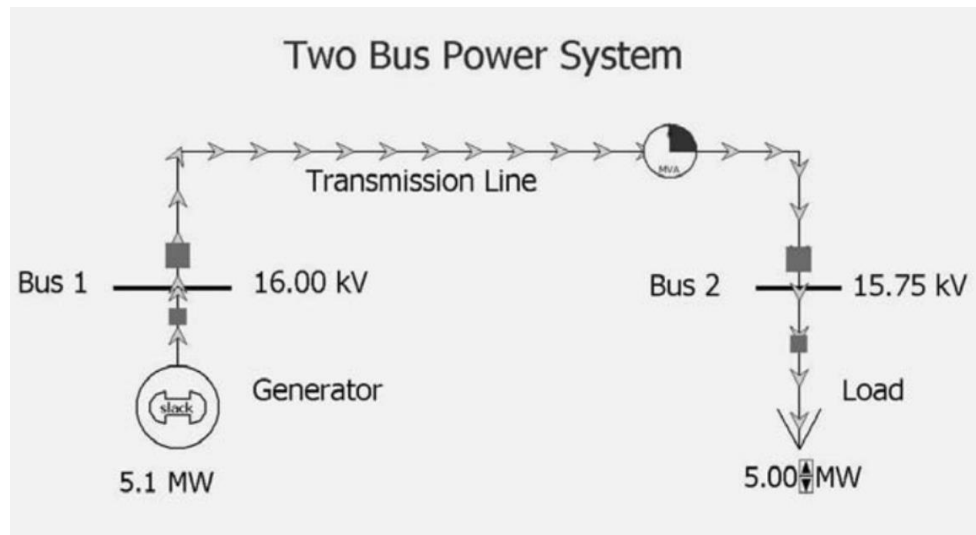 Two Bus Power System
MVA
Transmission Line
Bus 1
16.00 kV
Bus 2
15.75 kV
slack
Generator
Load
5.1 MW
5.00 MW